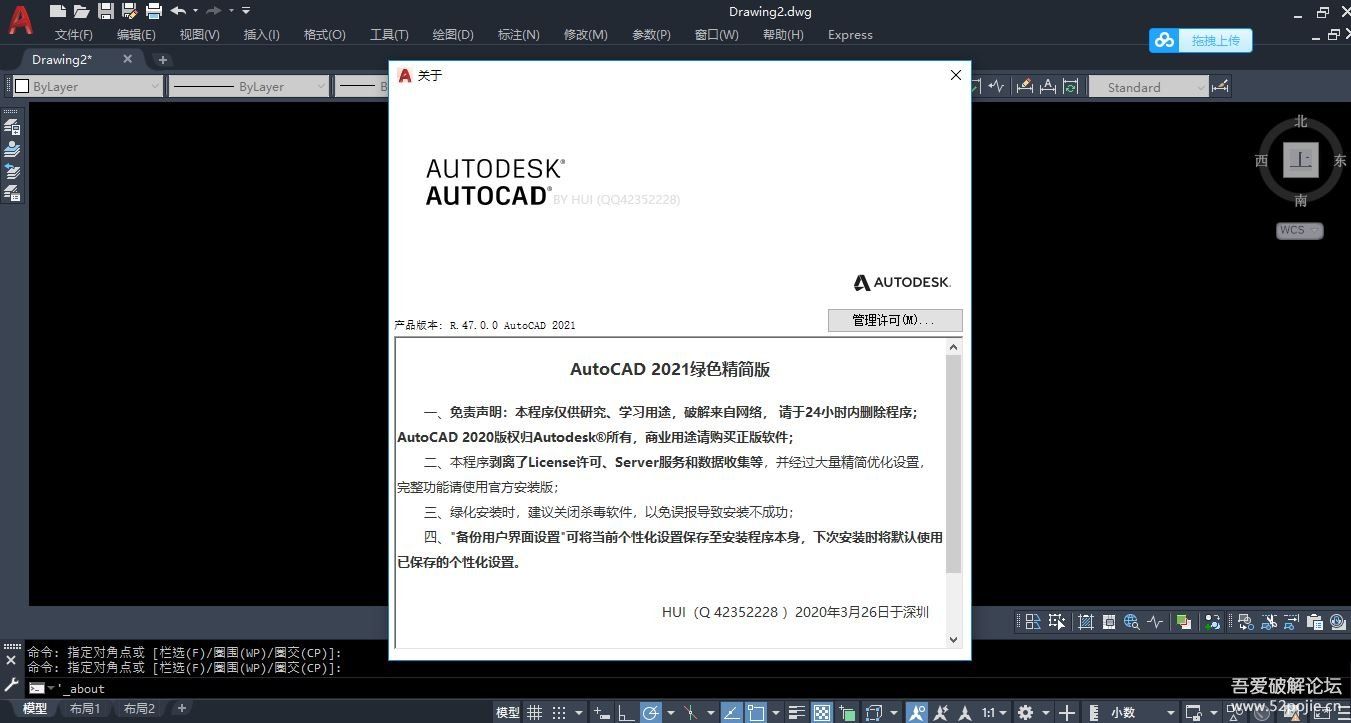 Drawing2.dwg
文件(F) 编辑(E) 视图(V) 插入(I) 格式(O) 工具(T) 绘图(D) 标注(N) 修改(M) 参数(P) 窗口(W) 帮助(H) Express
拖拽上传
Drawing2*
ByLayer ByLayer B Standard
关于
AUTODESK®
AUTOCAD® BY HUI (QQ42352228)
AUTODESK.
产品版本: R.47.0.0 AutoCAD 2021
管理许可(M)...
AutoCAD 2021绿色精简版
一、免责声明：本程序仅供研究、学习用途，破解来自网络， 请于24小时内删除程序；
AutoCAD 2020版权归Autodesk®所有，商业用途请购买正版软件；
二、本程序剥离了License许可、Server服务和数据收集等，并经过大量精简优化设置，
完整功能请使用官方安装版；
三、绿化安装时，建议关闭杀毒软件，以免误报导致安装不成功；
四、"备份用户界面设置"可将当前个性化设置保存至安装程序本身，下次安装时将默认使用
已保存的个性化设置。
HUI（Q 42352228 ）2020年3月26日于深圳
北
西 上 东
南
WCS
命令: 指定对角点或 [栏选(F)/圈围(WP)/圈交(CP)]:
命令: 指定对角点或 [栏选(F)/圈围(WP)/圈交(CP)]:
'_about
模型 布局1 布局2 +
模型 1:1 小数
吾爱破解论坛
www.52pojie.cn